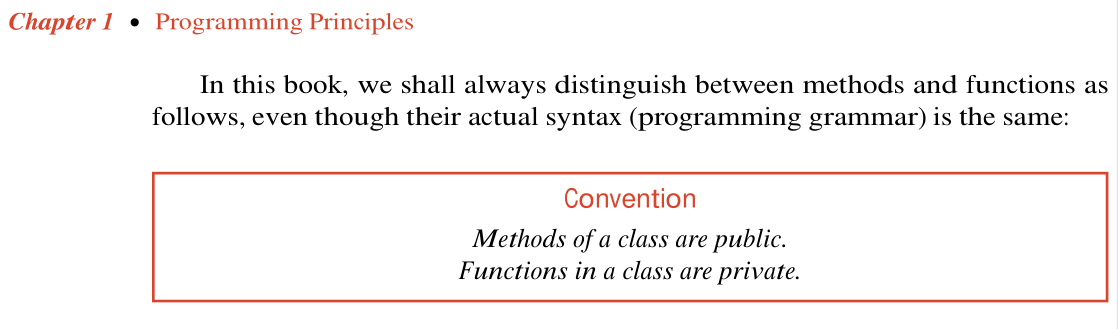 Chapter 1 • Programming Principles
In this book, we shall always distinguish between methods and functions as
follows, even though their actual syntax (programming grammar) is the same:
Convention
Methods of a class are public.
Functions in a class are private.